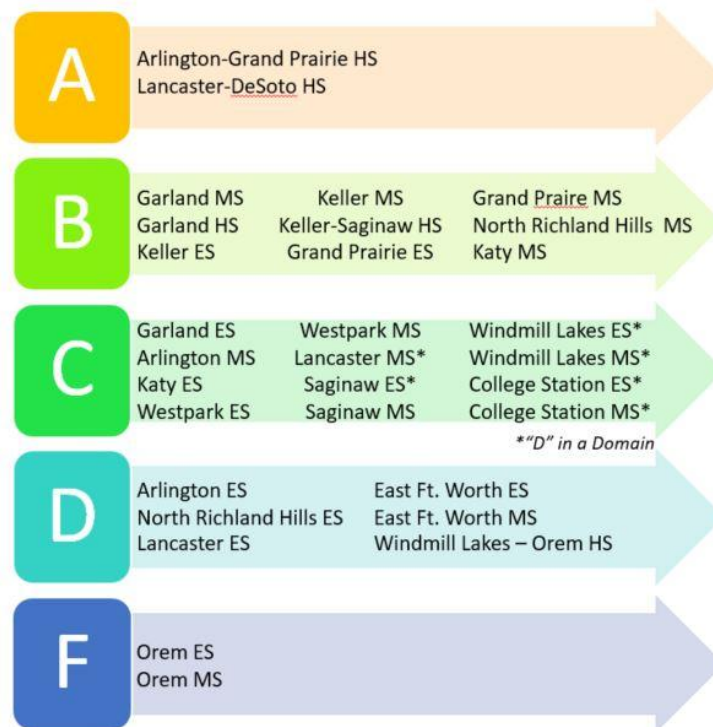 A
Arlington-Grand Prairie HS
Lancaster-DeSoto HS
B
Garland MS Keller MS Grand Praire MS
Garland HS Keller-Saginaw HS North Richland Hills MS
Keller ES Grand Prairie ES Katy MS
C
Garland ES Westpark MS Windmill Lakes ES*
Arlington MS Lancaster MS* Windmill Lakes MS*
Katy ES Saginaw ES* College Station ES*
Westpark ES Saginaw MS College Station MS*
*“D” in a Domain
D
Arlington ES East Ft. Worth ES
North Richland Hills ES East Ft. Worth MS
Lancaster ES Windmill Lakes – Orem HS
F
Orem ES
Orem MS